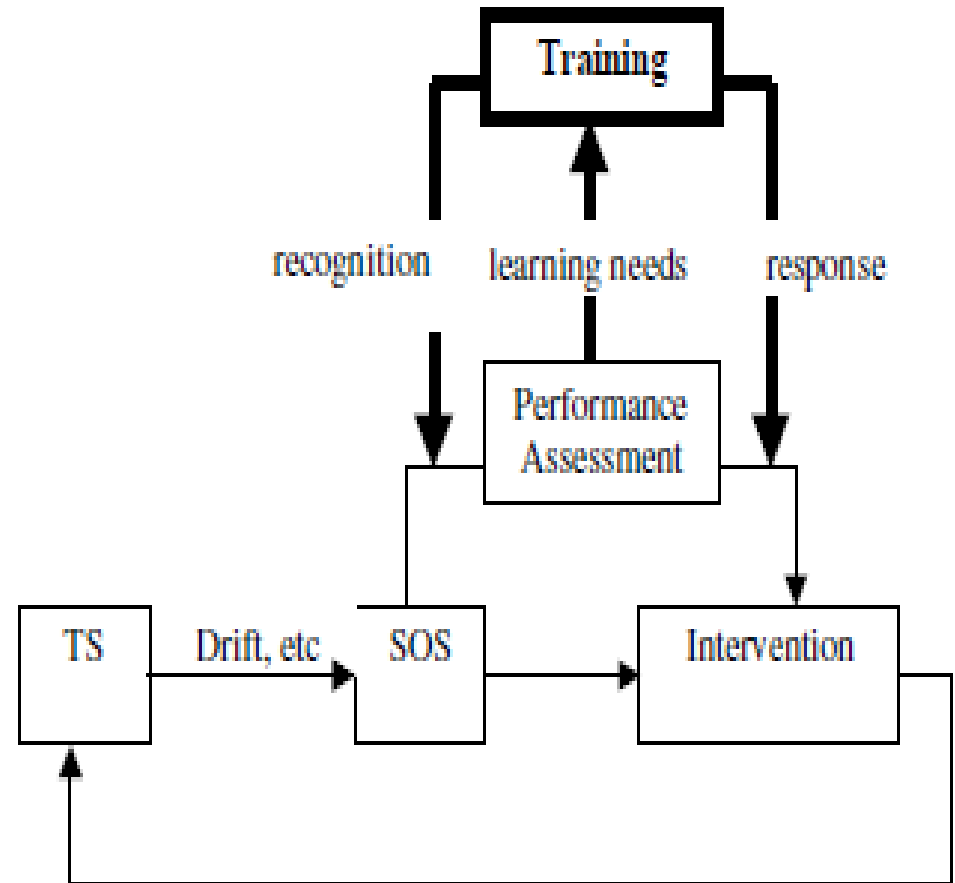 Training
recognition
learning needs
response
Performance
Assessment
TS
Drift, etc
SOS
Intervention